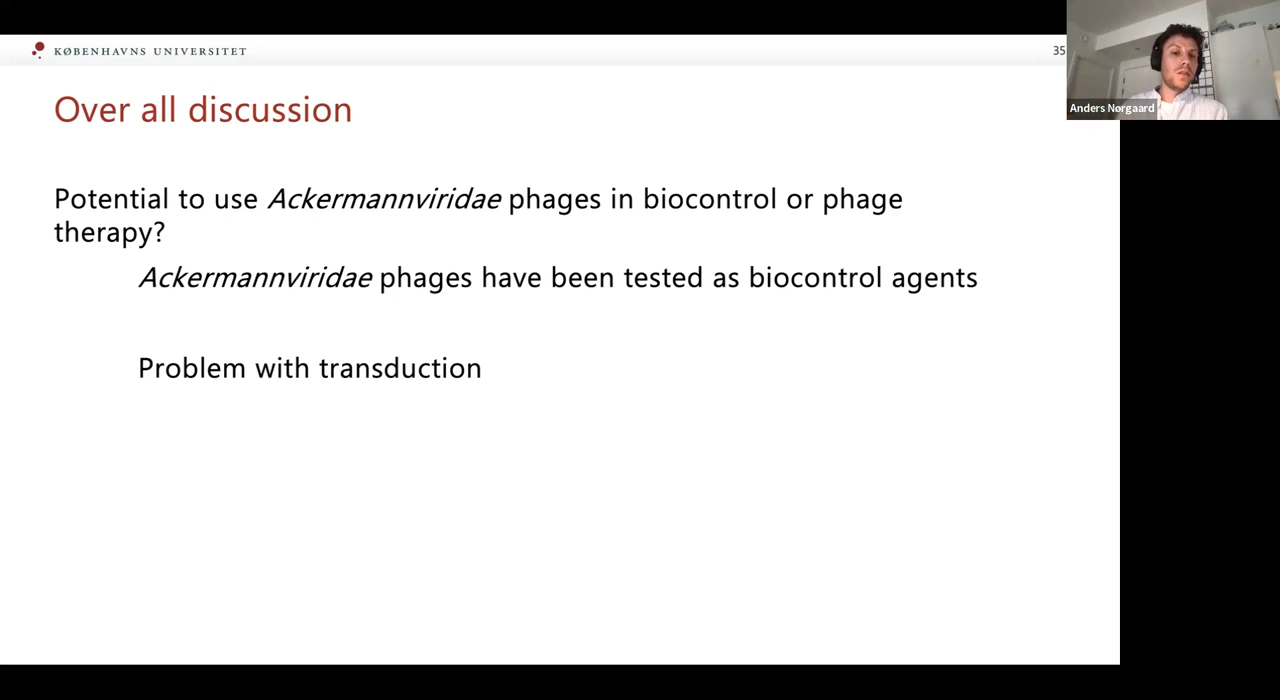 KØBENHAVNS UNIVERSITET
35
Anders Nørgaard
Over all discussion
Potential to use Ackermannviridae phages in biocontrol or phage
therapy?
Ackermannviridae phages have been tested as biocontrol agents
Problem with transduction